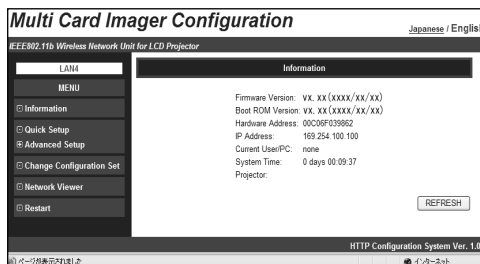 Multi Card Imager Configuration
Japanese / English
IEEE802.11b Wireless Network Unit for LCD Projector
LAN4
MENU
Information
Quick Setup
Advanced Setup
Change Configuration Set
Network Viewer
Restart
Information
Firmware Version: vx. xx (xxxx/xx/xx)
Boot ROM Version: vx. xx (xxxx/xx/xx)
Hardware Address: 00C06F039862
IP Address: 169.254.100.100
Current User/PC: none
System Time: 0 days 00:09:37
Projector:
REFRESH
HTTP Configuration System Ver. 1.0
ページが表示されました
インターネット